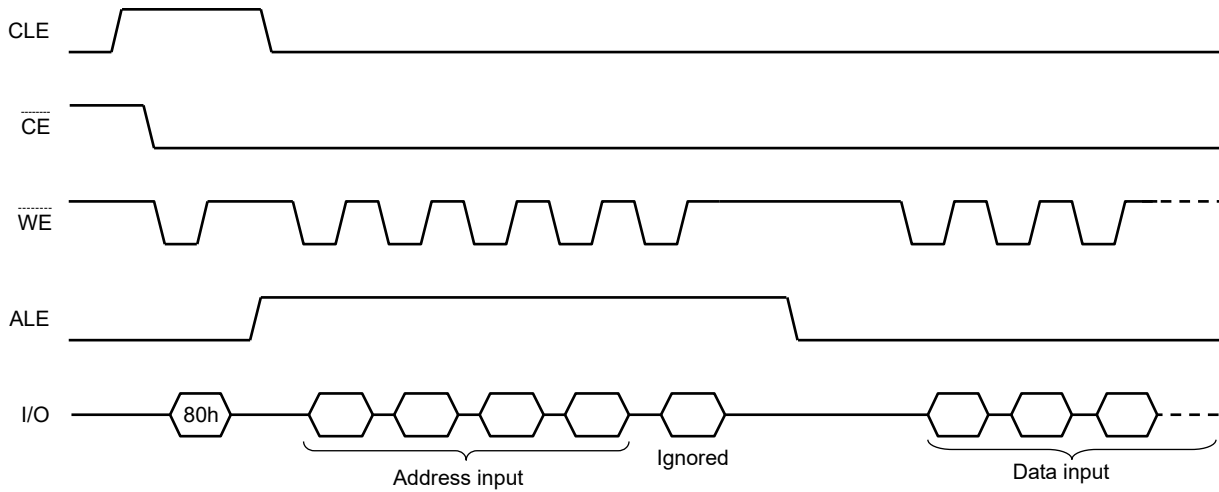 CLE
CE
WE
ALE
I/O
80h
Address input
Ignored
Data input